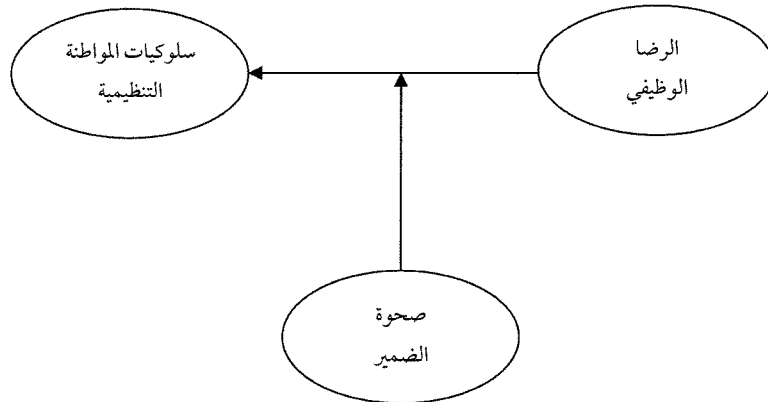 الرضا
الوظيفي
سلوكيات المواطنة
التنظيمية
صحوة
الضمير